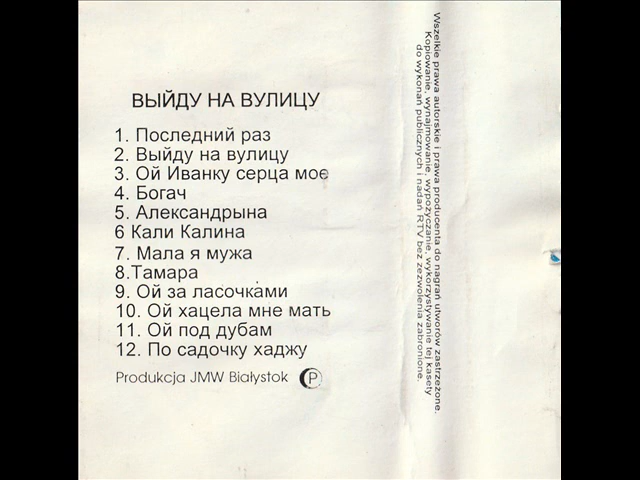 ВЫЙДУ НА ВУЛИЦУ
1. Последний раз
2. Выйду на вулицу
3. Ой Иванку серца мое
4. Богач
5. Александрына
6 Кали Калина
7. Мала я мужа
8.Тамара
9. Ой за ласочками
10. Ой хацела мне мать
11. Ой под дубам
12. По садочку хаджу
Produkcja JMW Białystok P
Wszelkie prawa autorskie i prawa producenta do nagrań utworów zastrzeżone.
Kopiowanie, wynajmowanie, wypożyczanie, wykorzystywanie tej kasety
do wykonań publicznych i nadań RTV bez zezwolenia zabronione.